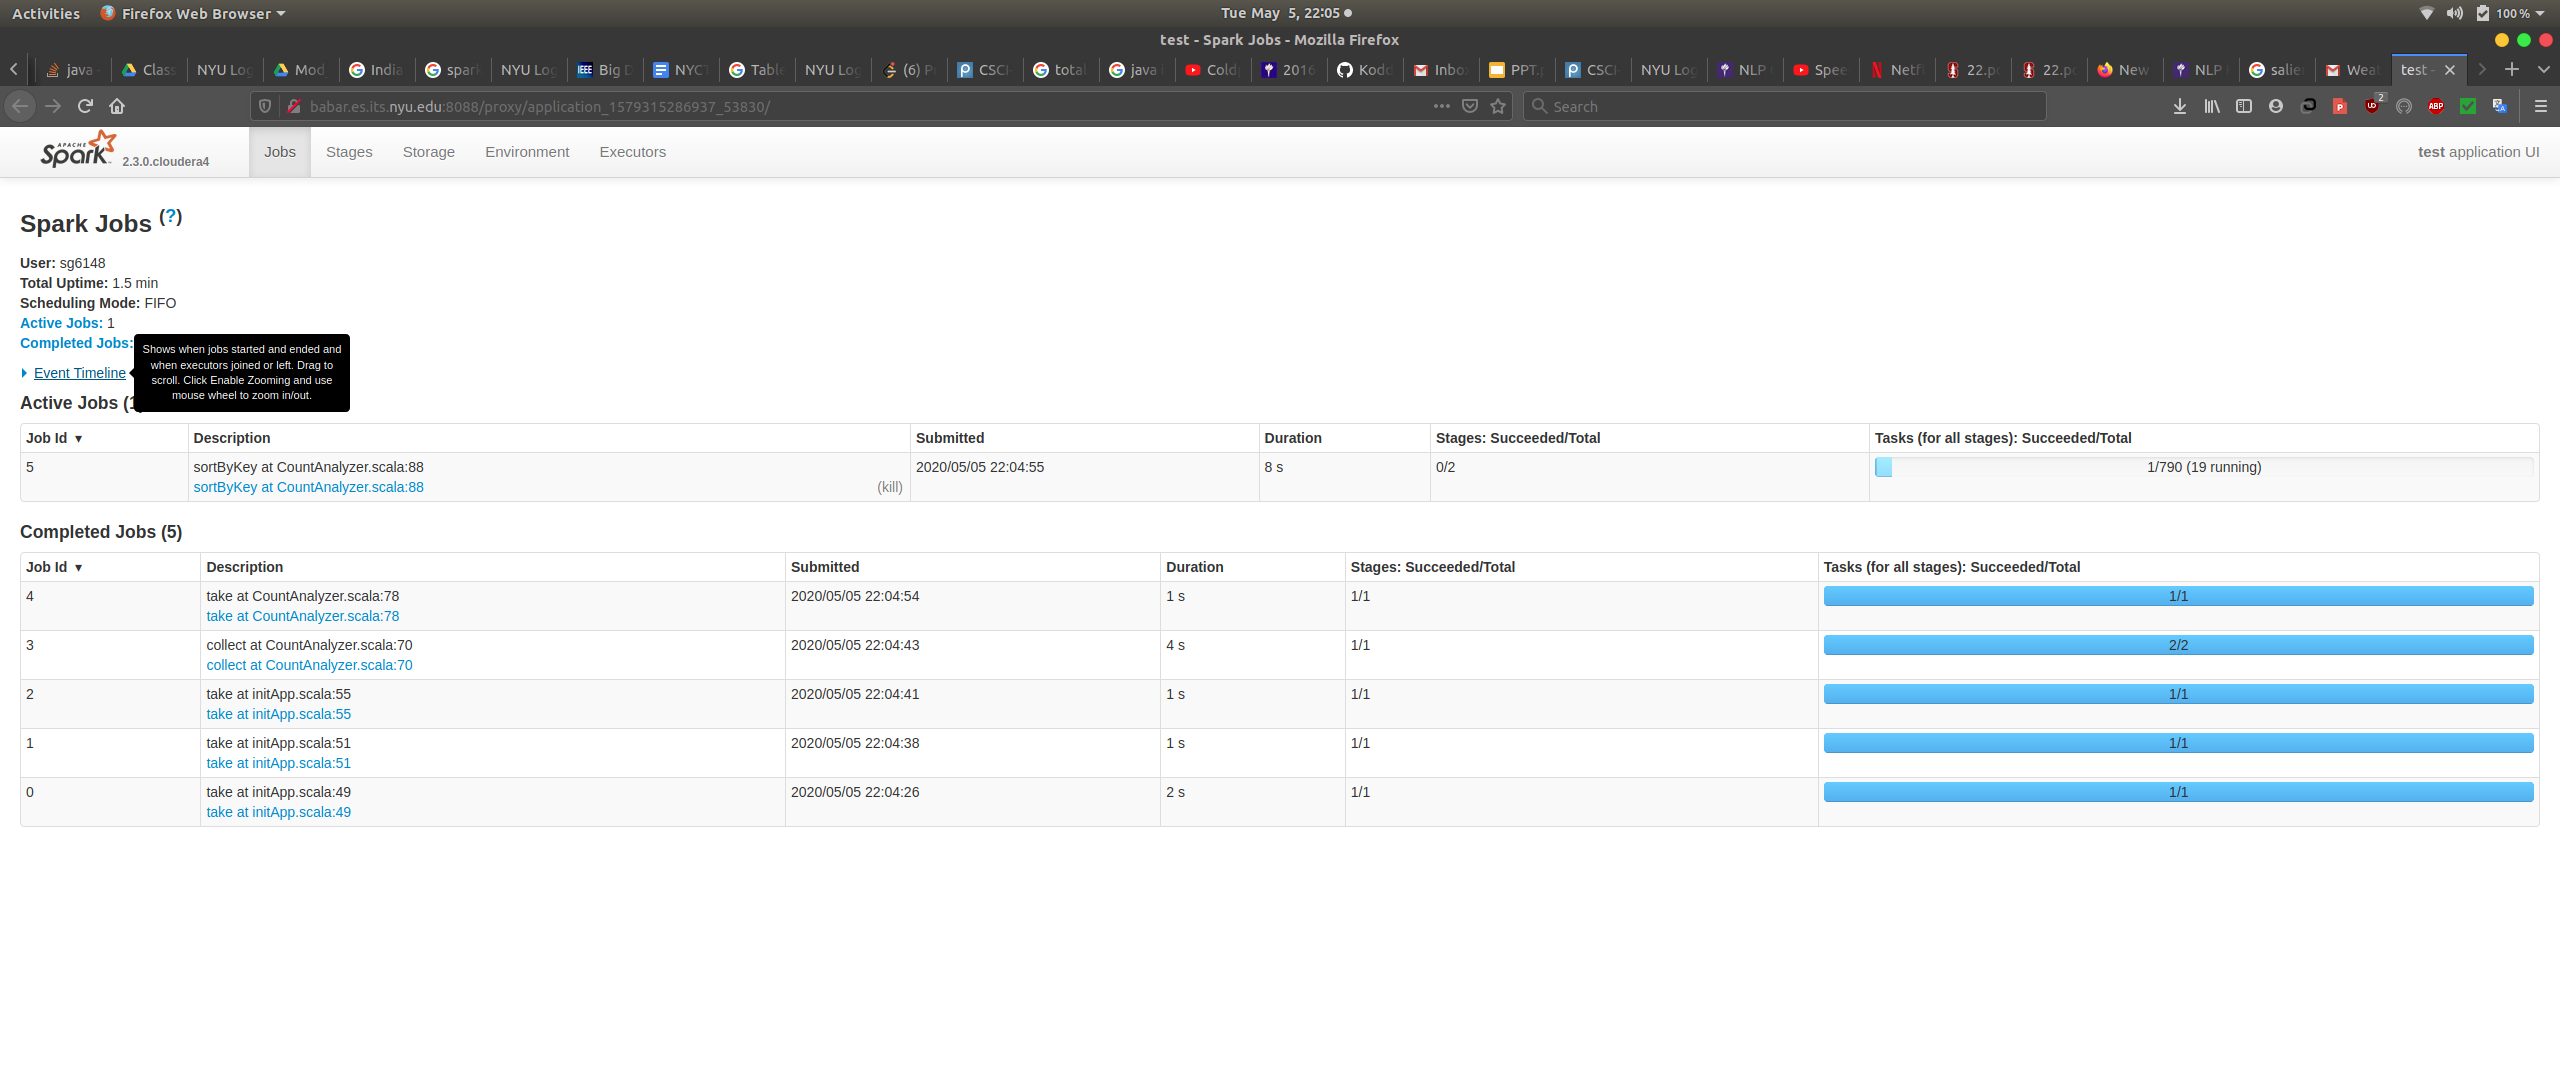 Activities Firefox Web Browser Tue May 5, 22:05 100 %
test - Spark Jobs - Mozilla Firefox
java Class NYU Log Mod India spark NYU Log Big D NYCT Table NYU Log (6) P CSCI- total java Cold 2016 Kodd Inbo PPT.p CSCI- NYU Log NLP Spee Netf 22.p 22.p New NLP salie Weat test -
babar.es.its.nyu.edu:8088/proxy/application_1579315286937_53830/ Search 2 ABP
APACHE Spark 2.3.0.cloudera4 Jobs Stages Storage Environment Executors test application UI
Spark Jobs (?)
User: sg6148
Total Uptime: 1.5 min
Scheduling Mode: FIFO
Active Jobs: 1
Completed Jobs:
Shows when jobs started and ended and
when executors joined or left. Drag to
scroll. Click Enable Zooming and use
mouse wheel to zoom in/out.
Event Timeline
Active Jobs (1)
Job Id ▾ Description Submitted Duration Stages: Succeeded/Total Tasks (for all stages): Succeeded/Total
5 sortByKey at CountAnalyzer.scala:88 2020/05/05 22:04:55 8 s 0/2 1/790 (19 running)
sortByKey at CountAnalyzer.scala:88 (kill)
Completed Jobs (5)
Job Id ▾ Description Submitted Duration Stages: Succeeded/Total Tasks (for all stages): Succeeded/Total
4 take at CountAnalyzer.scala:78 2020/05/05 22:04:54 1 s 1/1 1/1
take at CountAnalyzer.scala:78
3 collect at CountAnalyzer.scala:70 2020/05/05 22:04:43 4 s 1/1 2/2
collect at CountAnalyzer.scala:70
2 take at initApp.scala:55 2020/05/05 22:04:41 1 s 1/1 1/1
take at initApp.scala:55
1 take at initApp.scala:51 2020/05/05 22:04:38 1 s 1/1 1/1
take at initApp.scala:51
0 take at initApp.scala:49 2020/05/05 22:04:26 2 s 1/1 1/1
take at initApp.scala:49